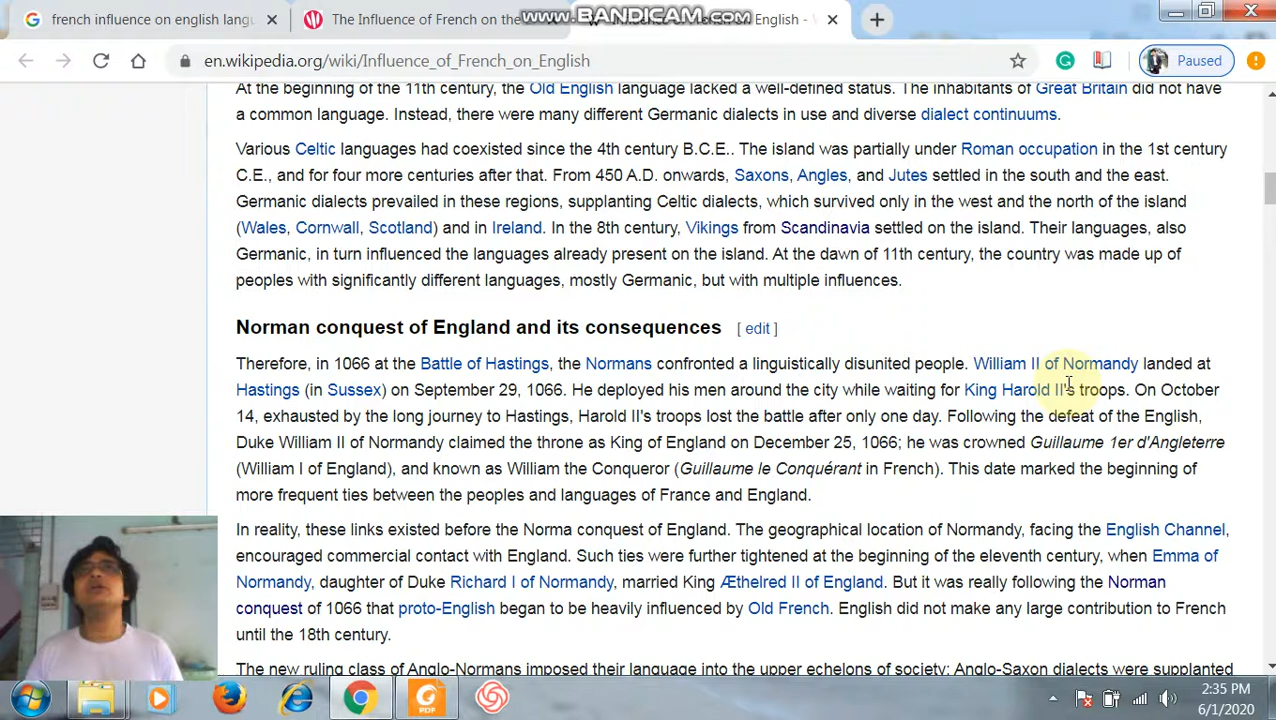 french influence on english langu
The Influence of French on the
English - W
WWW.BANDICAM.COM
en.wikipedia.org/wiki/Influence_of_French_on_English
Paused
At the beginning of the 11th century, the Old English language lacked a well-defined status. The inhabitants of Great Britain did not have
a common language. Instead, there were many different Germanic dialects in use and diverse dialect continuums.
Various Celtic languages had coexisted since the 4th century B.C.E.. The island was partially under Roman occupation in the 1st century
C.E., and for four more centuries after that. From 450 A.D. onwards, Saxons, Angles, and Jutes settled in the south and the east.
Germanic dialects prevailed in these regions, supplanting Celtic dialects, which survived only in the west and the north of the island
(Wales, Cornwall, Scotland) and in Ireland. In the 8th century, Vikings from Scandinavia settled on the island. Their languages, also
Germanic, in turn influenced the languages already present on the island. At the dawn of 11th century, the country was made up of
peoples with significantly different languages, mostly Germanic, but with multiple influences.
Norman conquest of England and its consequences [ edit ]
Therefore, in 1066 at the Battle of Hastings, the Normans confronted a linguistically disunited people. William II of Normandy landed at
Hastings (in Sussex) on September 29, 1066. He deployed his men around the city while waiting for King Harold II's troops. On October
14, exhausted by the long journey to Hastings, Harold II's troops lost the battle after only one day. Following the defeat of the English,
Duke William II of Normandy claimed the throne as King of England on December 25, 1066; he was crowned Guillaume 1er d'Angleterre
(William I of England), and known as William the Conqueror (Guillaume le Conquérant in French). This date marked the beginning of
more frequent ties between the peoples and languages of France and England.
In reality, these links existed before the Norma conquest of England. The geographical location of Normandy, facing the English Channel,
encouraged commercial contact with England. Such ties were further tightened at the beginning of the eleventh century, when Emma of
Normandy, daughter of Duke Richard I of Normandy, married King Æthelred II of England. But it was really following the Norman
conquest of 1066 that proto-English began to be heavily influenced by Old French. English did not make any large contribution to French
until the 18th century.
The new ruling class of Anglo-Normans imposed their language into the upper echelons of society; Anglo-Saxon dialects were supplanted
PDF
2:35 PM
6/1/2020